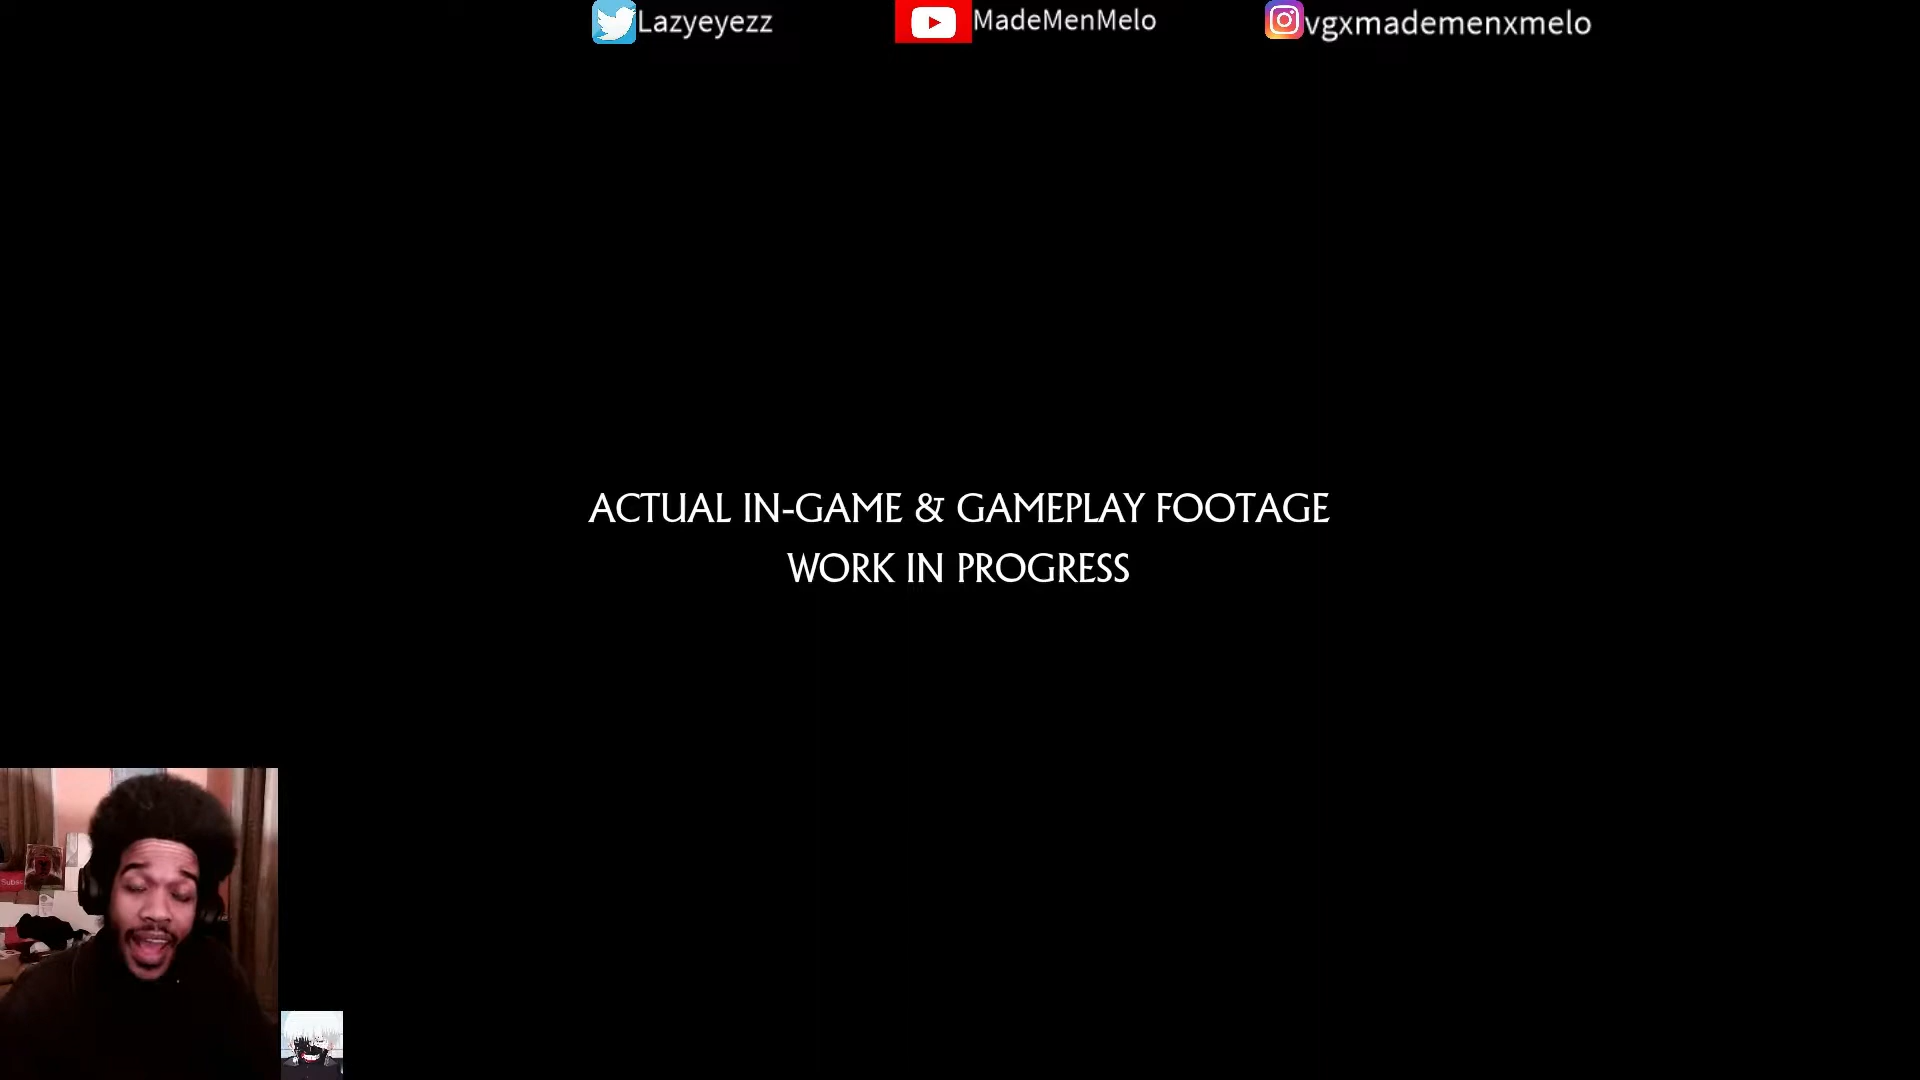 Lazyeyezz
MadeMenMelo
vgxmademenxmelo
ACTUAL IN-GAME & GAMEPLAY FOOTAGE
WORK IN PROGRESS